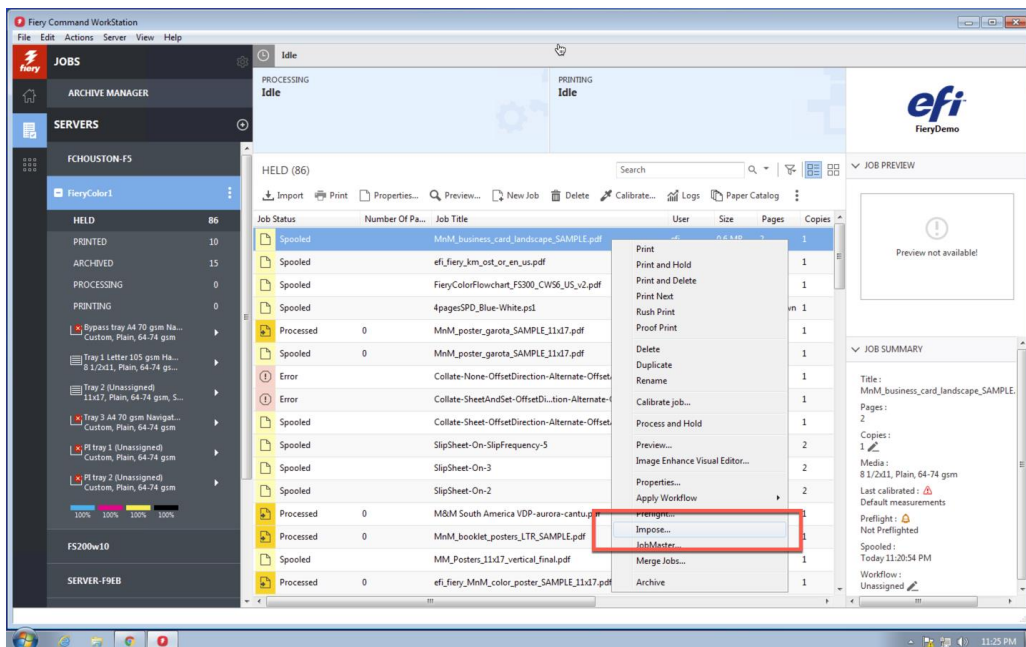 Fiery Command WorkStation
File Edit Actions Server View Help
fiery
JOBS
Idle
ARCHIVE MANAGER
SERVERS
FCHOUSTON-F5
FieryColor1
HELD 86
PRINTED 10
ARCHIVED 15
PROCESSING 0
PRINTING 0
Bypass tray A4 70 gsm Na...
Custom, Plain, 64-74 gsm
Tray 1 Letter 105 gsm Ha...
8 1/2x11, Plain, 64-74 gs...
Tray 2 (Unassigned)
11x17, Plain, 64-74 gsm, S...
Tray 3 A4 70 gsm Navigat...
Custom, Plain, 64-74 gsm
PI tray 1 (Unassigned)
Custom, Plain, 64-74 gsm
PI tray 2 (Unassigned)
Custom, Plain, 64-74 gsm
100% 100% 100% 100%
FS200w10
SERVER-F9EB
PROCESSING
Idle
PRINTING
Idle
HELD (86)
Search
Import Print Properties... Preview... New Job Delete Calibrate... Logs Paper Catalog
Job Status Number Of Pa... Job Title User Size Pages Copies
Spooled MnM_business_card_landscape_SAMPLE.pdf efi 0.6 MB 2 1
Spooled efi_fiery_km_ost_or_en_us.pdf 1
Spooled FieryColorFlowchart_FS300_CWS6_US_v2.pdf 1
Spooled 4pagesSPD_Blue-White.ps1 wn 1
Processed 0 MnM_poster_garota_SAMPLE_11x17.pdf 1
Spooled 0 MnM_poster_garota_SAMPLE_11x17.pdf 1
Error Collate-None-OffsetDirection-Alternate-Offset 1
Error Collate-SheetAndSet-OffsetDi...tion-Alternate- 1
Spooled Collate-Sheet-OffsetDirection-Alternate-Offset 1
Spooled SlipSheet-On-SlipFrequency-5 2
Spooled SlipSheet-On-3 2
Spooled SlipSheet-On-2 2
Processed 0 M&M South America VDP-aurora-cantu.pdf 1
Processed 0 MnM_booklet_posters_LTR_SAMPLE.pdf 1
Spooled MM_Posters_11x17_vertical_final.pdf 1
Processed 0 efi_fiery_MnM_color_poster_SAMPLE_11x17.pdf 1
Print
Print and Hold
Print and Delete
Print Next
Rush Print
Proof Print
Delete
Duplicate
Rename
Calibrate job...
Process and Hold
Preview...
Image Enhance Visual Editor...
Properties...
Apply Workflow
Preflight...
Impose...
JobMaster...
Merge Jobs...
Archive
efi
FieryDemo
JOB PREVIEW
Preview not available!
JOB SUMMARY
Title :
MnM_business_card_landscape_SAMPLE.
Pages :
2
Copies :
1
Media :
8 1/2x11, Plain, 64-74 gsm
Last calibrated :
Default measurements
Preflight :
Not Preflighted
Spooled :
Today 11:20:54 PM
Workflow :
Unassigned
11:25 PM